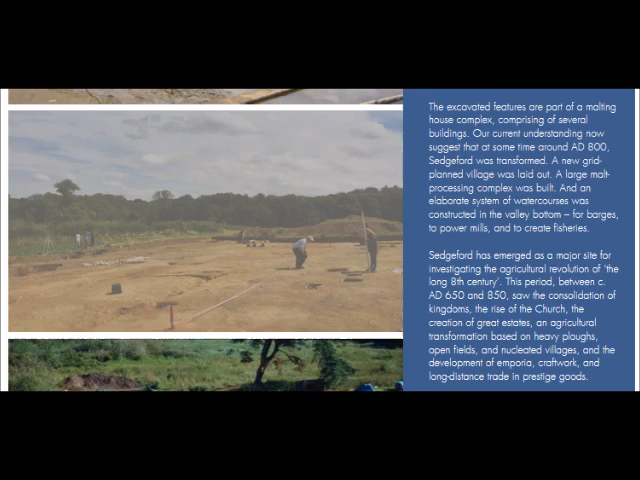 The excavated features are part of a malting
house complex, comprising of several
buildings. Our current understanding now
suggest that at some time around AD 800,
Sedgeford was transformed. A new grid-
planned village was laid out. A large malt-
processing complex was built. And an
elaborate system of watercourses was
constructed in the valley bottom – for barges,
to power mills, and to create fisheries.
Sedgeford has emerged as a major site for
investigating the agricultural revolution of ‘the
long 8th century’. This period, between c.
AD 650 and 850, saw the consolidation of
kingdoms, the rise of the Church, the
creation of great estates, an agricultural
transformation based on heavy ploughs,
open fields, and nucleated villages, and the
development of emporia, craftwork, and
long-distance trade in prestige goods.